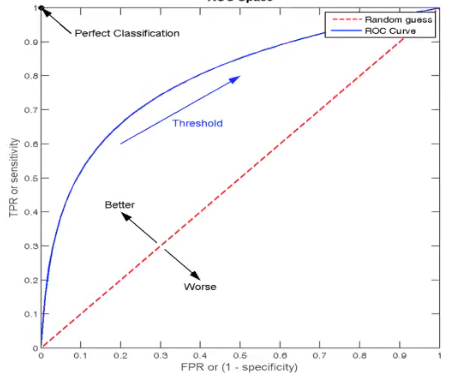 ROC Space
Random guess
ROC Curve
Perfect Classification
Threshold
Better
Worse
TPR or sensitivity
1
0.9
0.8
0.7
0.6
0.5
0.4
0.3
0.2
0.1
0
0 0.1 0.2 0.3 0.4 0.5 0.6 0.7 0.8 0.9 1
FPR or (1 - specificity)